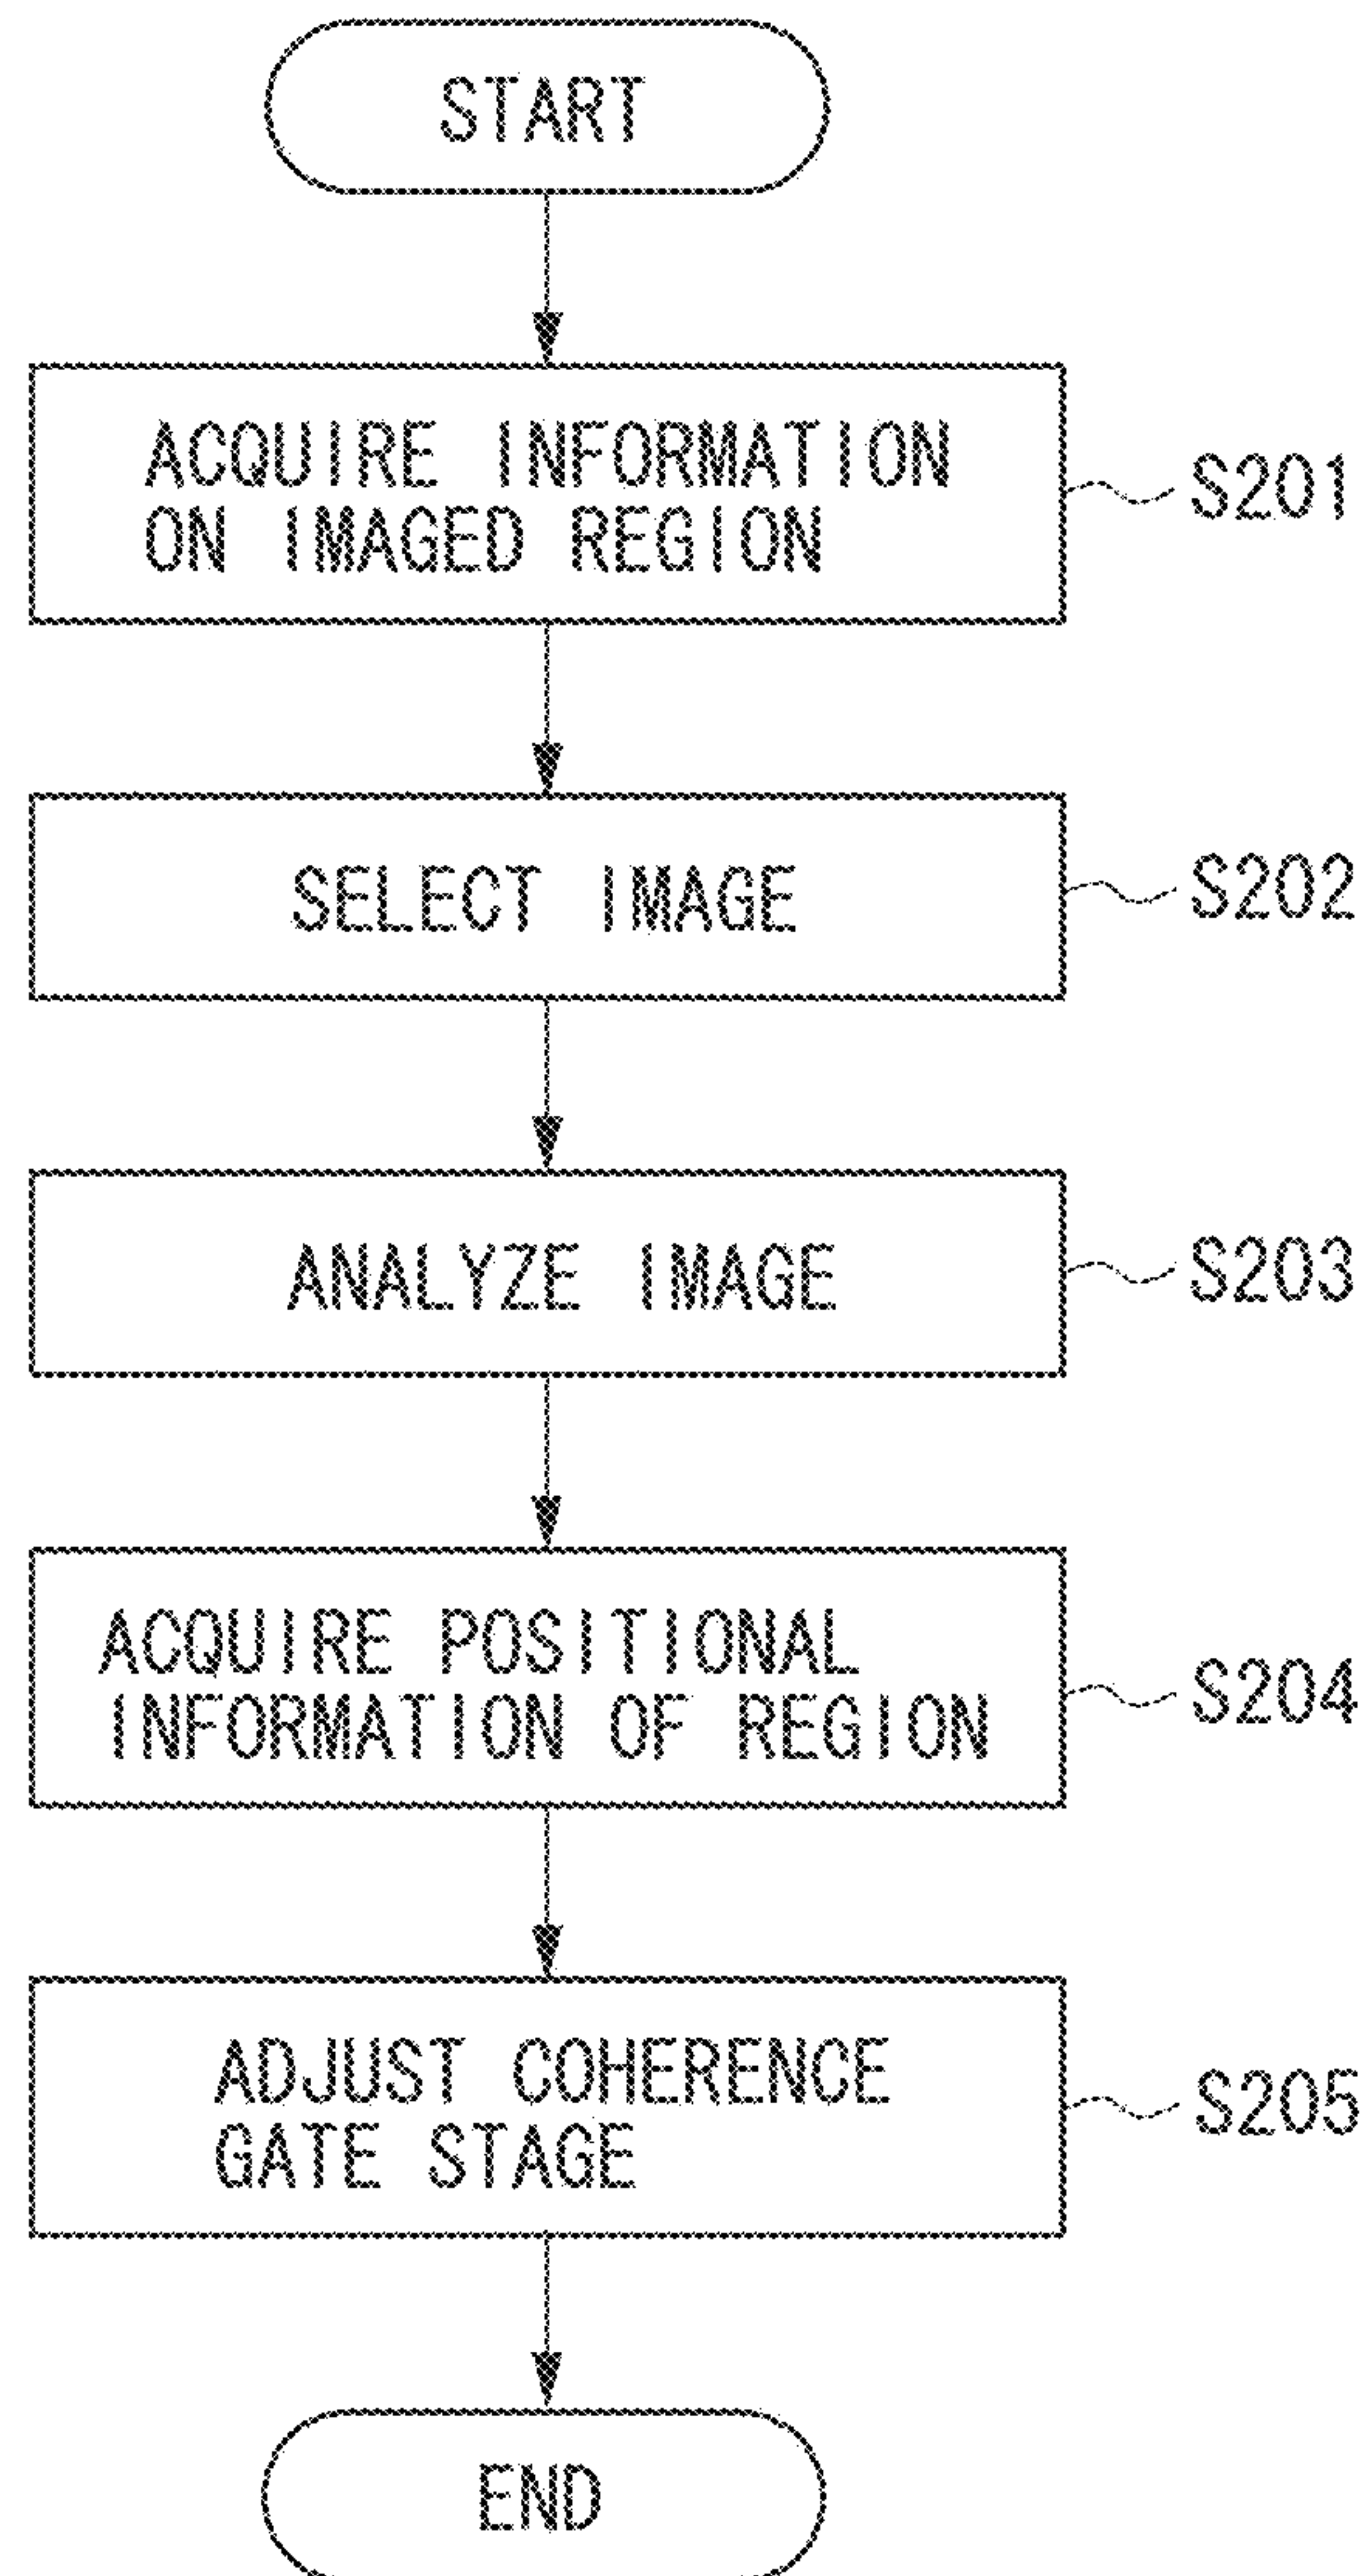 START
ACQUIRE INFORMATION
ON IMAGED REGION
S201
SELECT IMAGE
S202
ANALYZE IMAGE
S203
ACQUIRE POSITIONAL
INFORMATION OF REGION
S204
ADJUST COHERENCE
GATE STAGE
S205
END